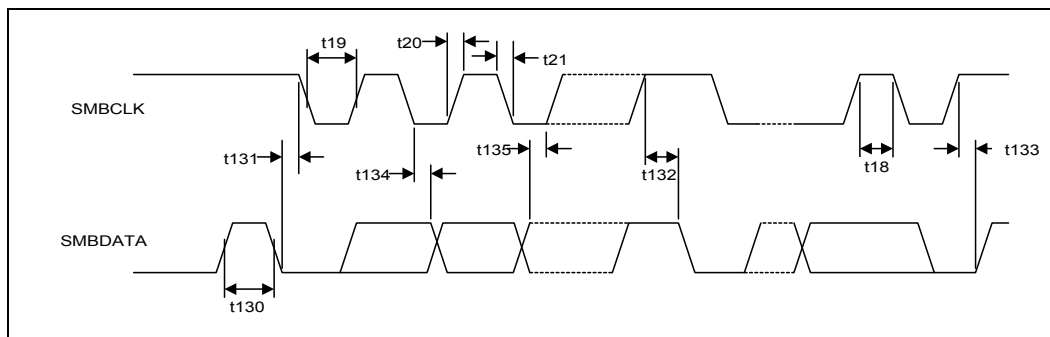 t19
t20
t21
SMBCLK
t131
t134
t135
t132
t18
t133
SMBDATA
t130